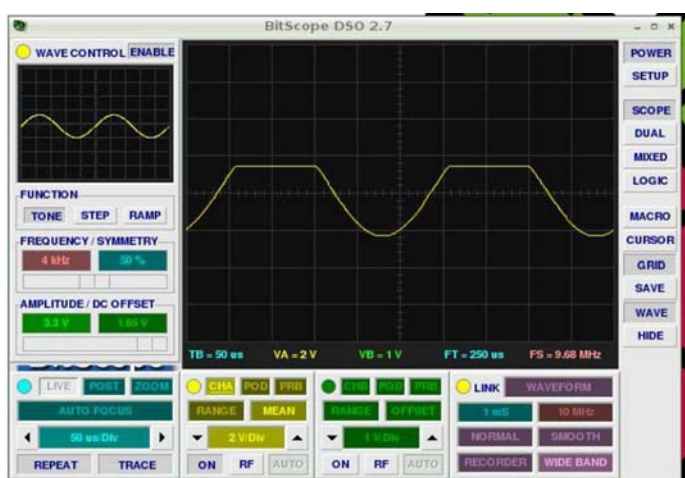 BitScope DSO 2.7
WAVE CONTROL ENABLE
FUNCTION
TONE STEP RAMP
FREQUENCY / SYMMETRY
4 kHz 50 %
AMPLITUDE / DC OFFSET
3.3 V 1.65 V
TB = 50 us VA = 2 V VB = 1 V FT = 250 us FS = 9.68 MHz
POWER
SETUP
SCOPE
DUAL
MIXED
LOGIC
MACRO
CURSOR
GRID
SAVE
WAVE
HIDE
LIVE POST ZOOM
AUTO FOCUS
50 us/Div
REPEAT TRACE
CHA POD PRB
RANGE MEAN
2 V/Div
ON RF AUTO
CHB POD PRB
RANGE OFFSET
1 V/Div
ON RF AUTO
LINK WAVEFORM
1 mS 10 MHz
NORMAL SMOOTH
RECORDER WIDE BAND